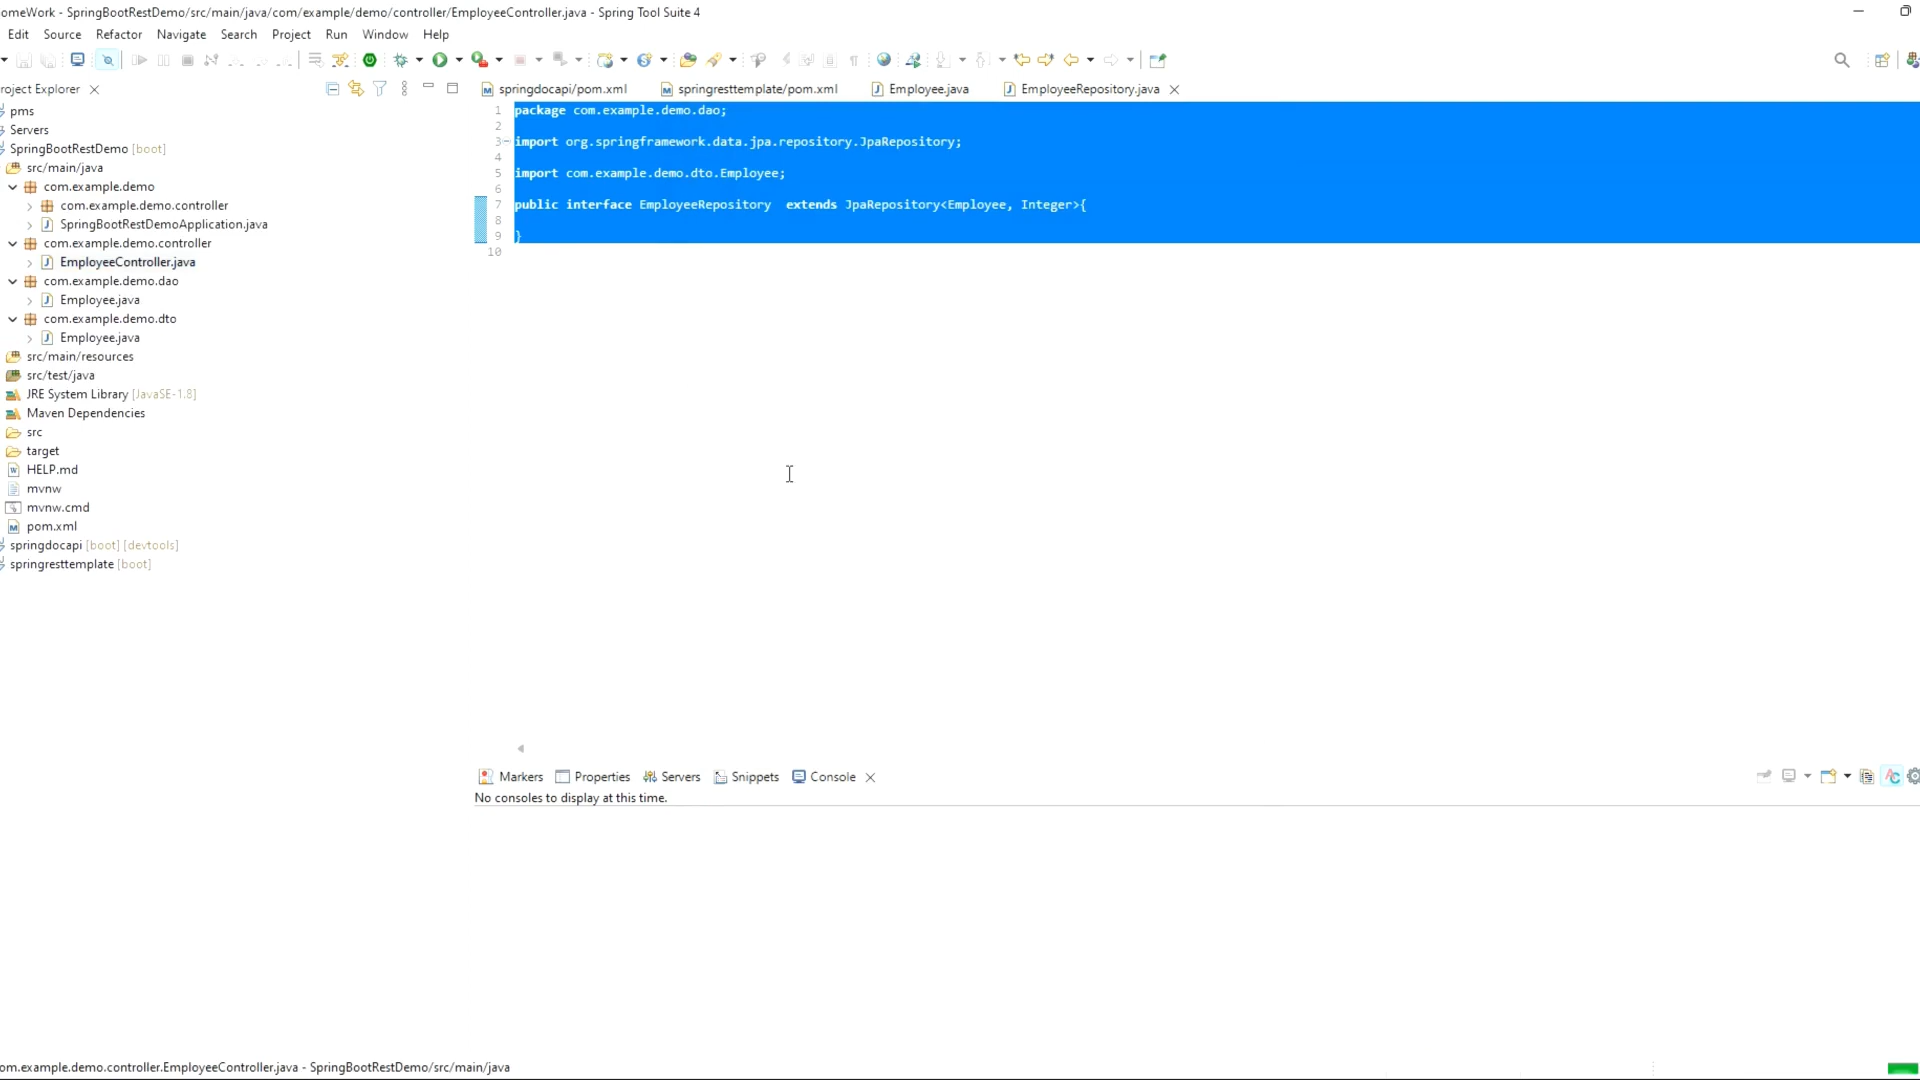 omeWork - SpringBootRestDemo/src/main/java/com/example/demo/controller/EmployeeController.java - Spring Tool Suite 4
Edit Source Refactor Navigate Search Project Run Window Help
roject Explorer
springdocapi/pom.xml springresttemplate/pom.xml Employee.java EmployeeRepository.java
pms
Servers
SpringBootRestDemo [boot]
src/main/java
com.example.demo
com.example.demo.controller
SpringBootRestDemoApplication.java
com.example.demo.controller
EmployeeController.java
com.example.demo.dao
Employee.java
com.example.demo.dto
Employee.java
src/main/resources
src/test/java
JRE System Library [JavaSE-1.8]
Maven Dependencies
src
target
HELP.md
mvnw
mvnw.cmd
pom.xml
springdocapi [boot] [devtools]
springresttemplate [boot]
1 package com.example.demo.dao;
2
3 import org.springframework.data.jpa.repository.JpaRepository;
4
5 import com.example.demo.dto.Employee;
6
7 public interface EmployeeRepository  extends JpaRepository<Employee, Integer>{
8
9 }
10
Markers Properties Servers Snippets Console
No consoles to display at this time.
om.example.demo.controller.EmployeeController.java - SpringBootRestDemo/src/main/java